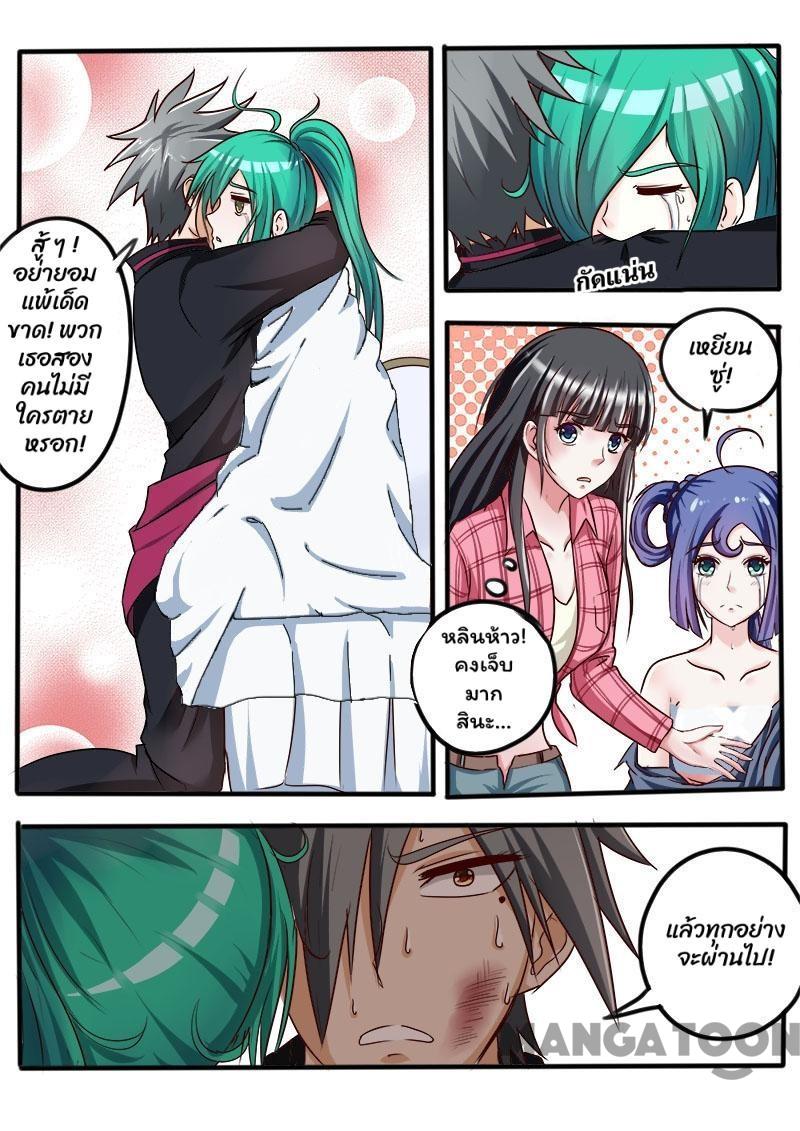 สู้ๆ!
อย่ายอม
แพ้เด็ด
ขาด! พวก
เธอสอง
คนไม่มี
ใครตาย
หรอก!
กัดแน่น
เหยียน
ซู่!
หลินห้าว!
คงเจ็บ
มาก
สินะ...
แล้วทุกอย่าง
จะผ่านไป!
MANGATOON